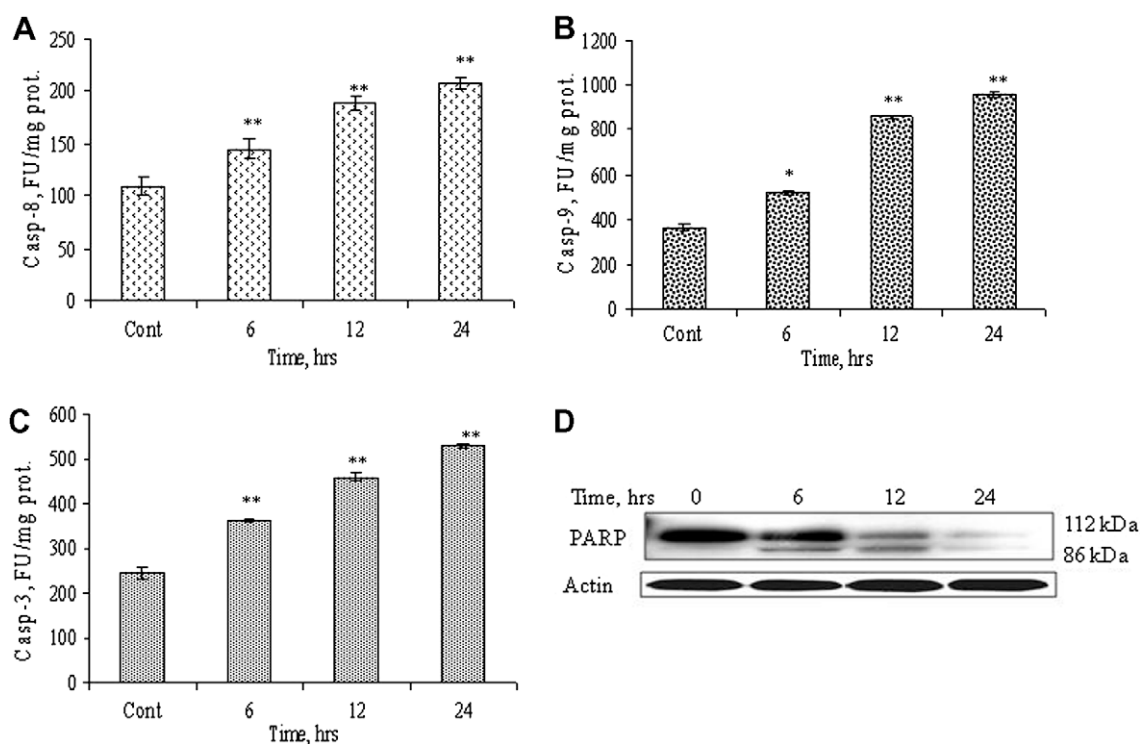 A
Casp-8, FU/mg prot.
250
200
150
100
50
0
**
**
**
Cont 6 12 24
Time, hrs
B
Casp-9, FU/mg prot.
1200
1000
800
600
400
200
0
*
**
**
Cont 6 12 24
Time, hrs
C
Casp-3, FU/mg prot.
600
500
400
300
200
100
0
**
**
**
Cont 6 12 24
Time, hrs
D
Time, hrs 0 6 12 24
PARP
112 kDa
86 kDa
Actin